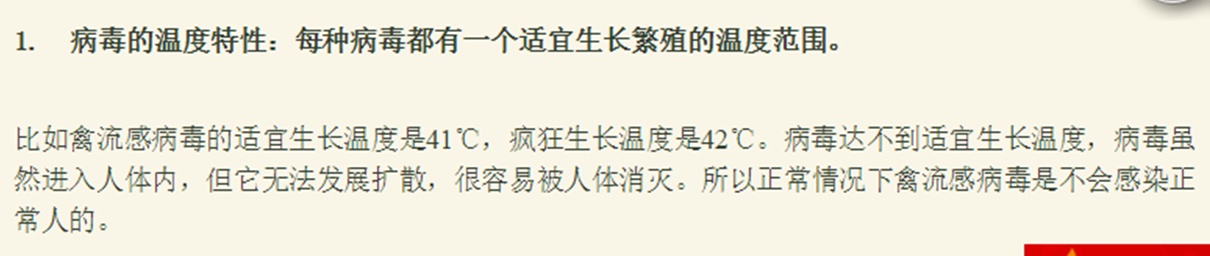 1. 病毒的温度特性：每种病毒都有一个适宜生长繁殖的温度范围。
比如禽流感病毒的适宜生长温度是41℃，疯狂生长温度是42℃。病毒达不到适宜生长温度，病毒虽
然进入人体内，但它无法发展扩散，很容易被人体消灭。所以正常情况下禽流感病毒是不会感染正
常人的。